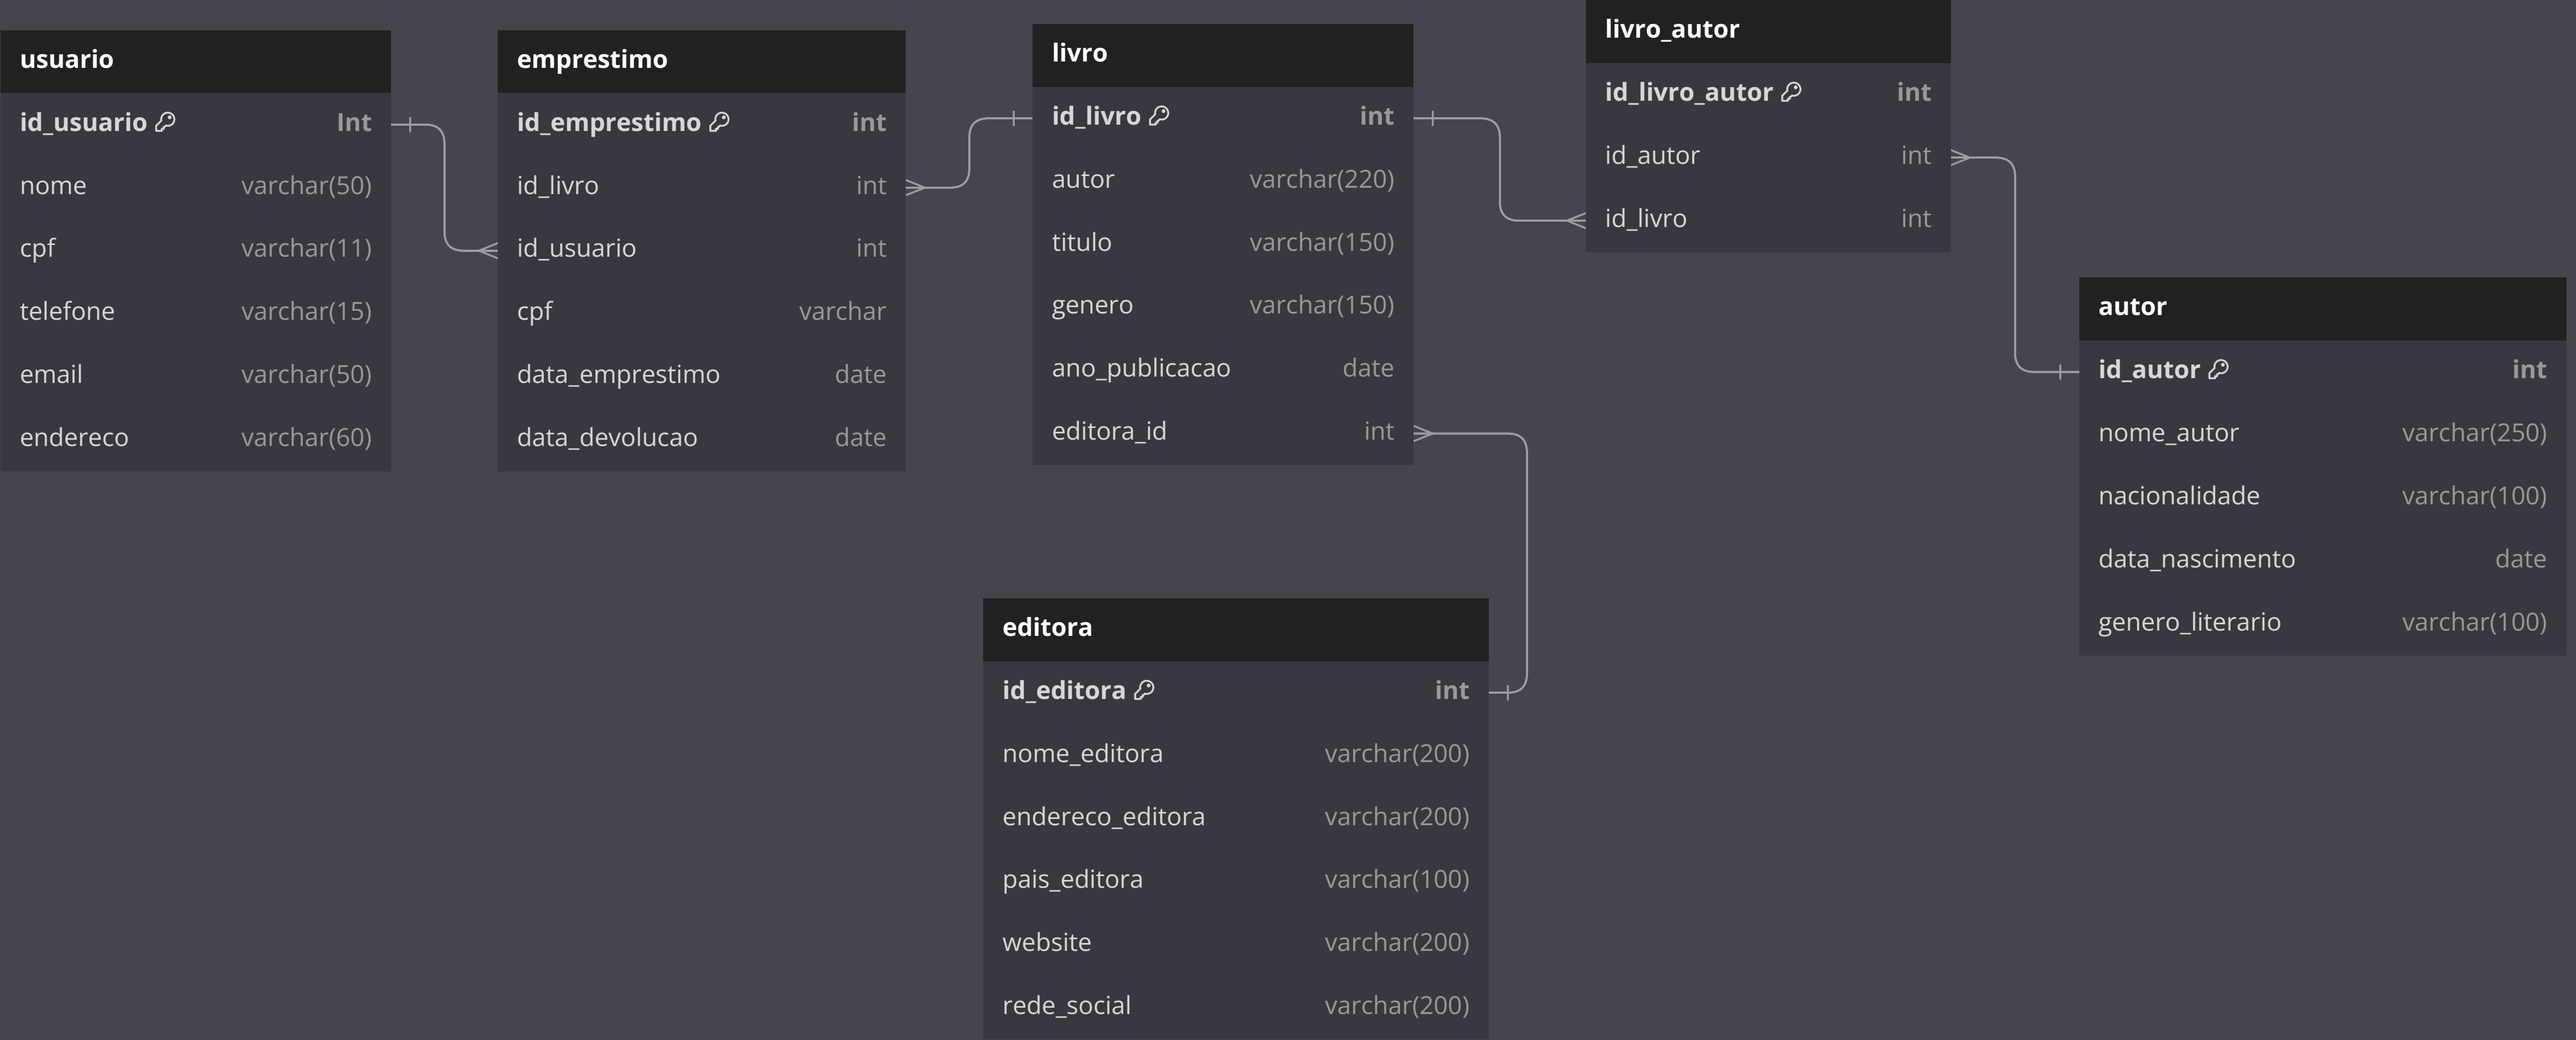 usuario
id_usuario Int
nome varchar(50)
cpf varchar(11)
telefone varchar(15)
email varchar(50)
endereco varchar(60)
emprestimo
id_emprestimo int
id_livro int
id_usuario int
cpf varchar
data_emprestimo date
data_devolucao date
livro
id_livro int
autor varchar(220)
titulo varchar(150)
genero varchar(150)
ano_publicacao date
editora_id int
livro_autor
id_livro_autor int
id_autor int
id_livro int
autor
id_autor int
nome_autor varchar(250)
nacionalidade varchar(100)
data_nascimento date
genero_literario varchar(100)
editora
id_editora int
nome_editora varchar(200)
endereco_editora varchar(200)
pais_editora varchar(100)
website varchar(200)
rede_social varchar(200)